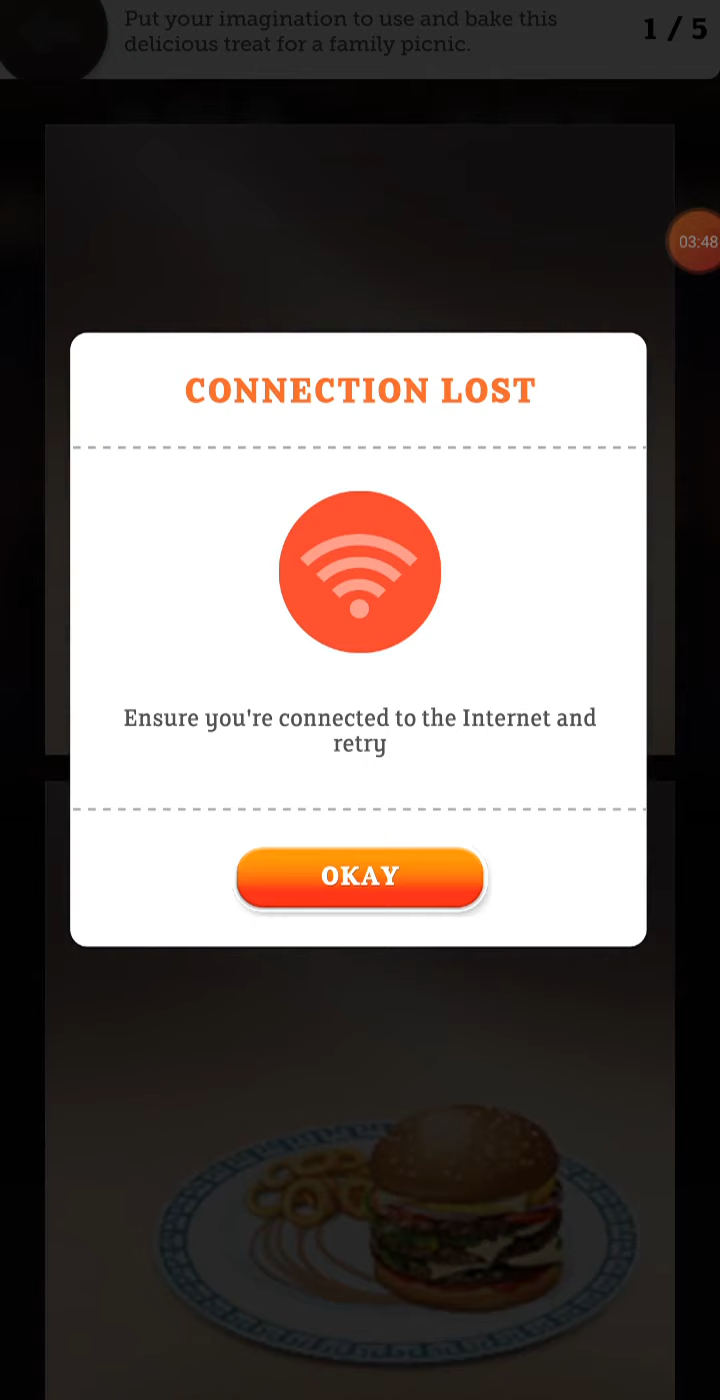 Put your imagination to use and bake this
delicious treat for a family picnic.
1 / 5
03:48
CONNECTION LOST
Ensure you're connected to the Internet and
retry
OKAY